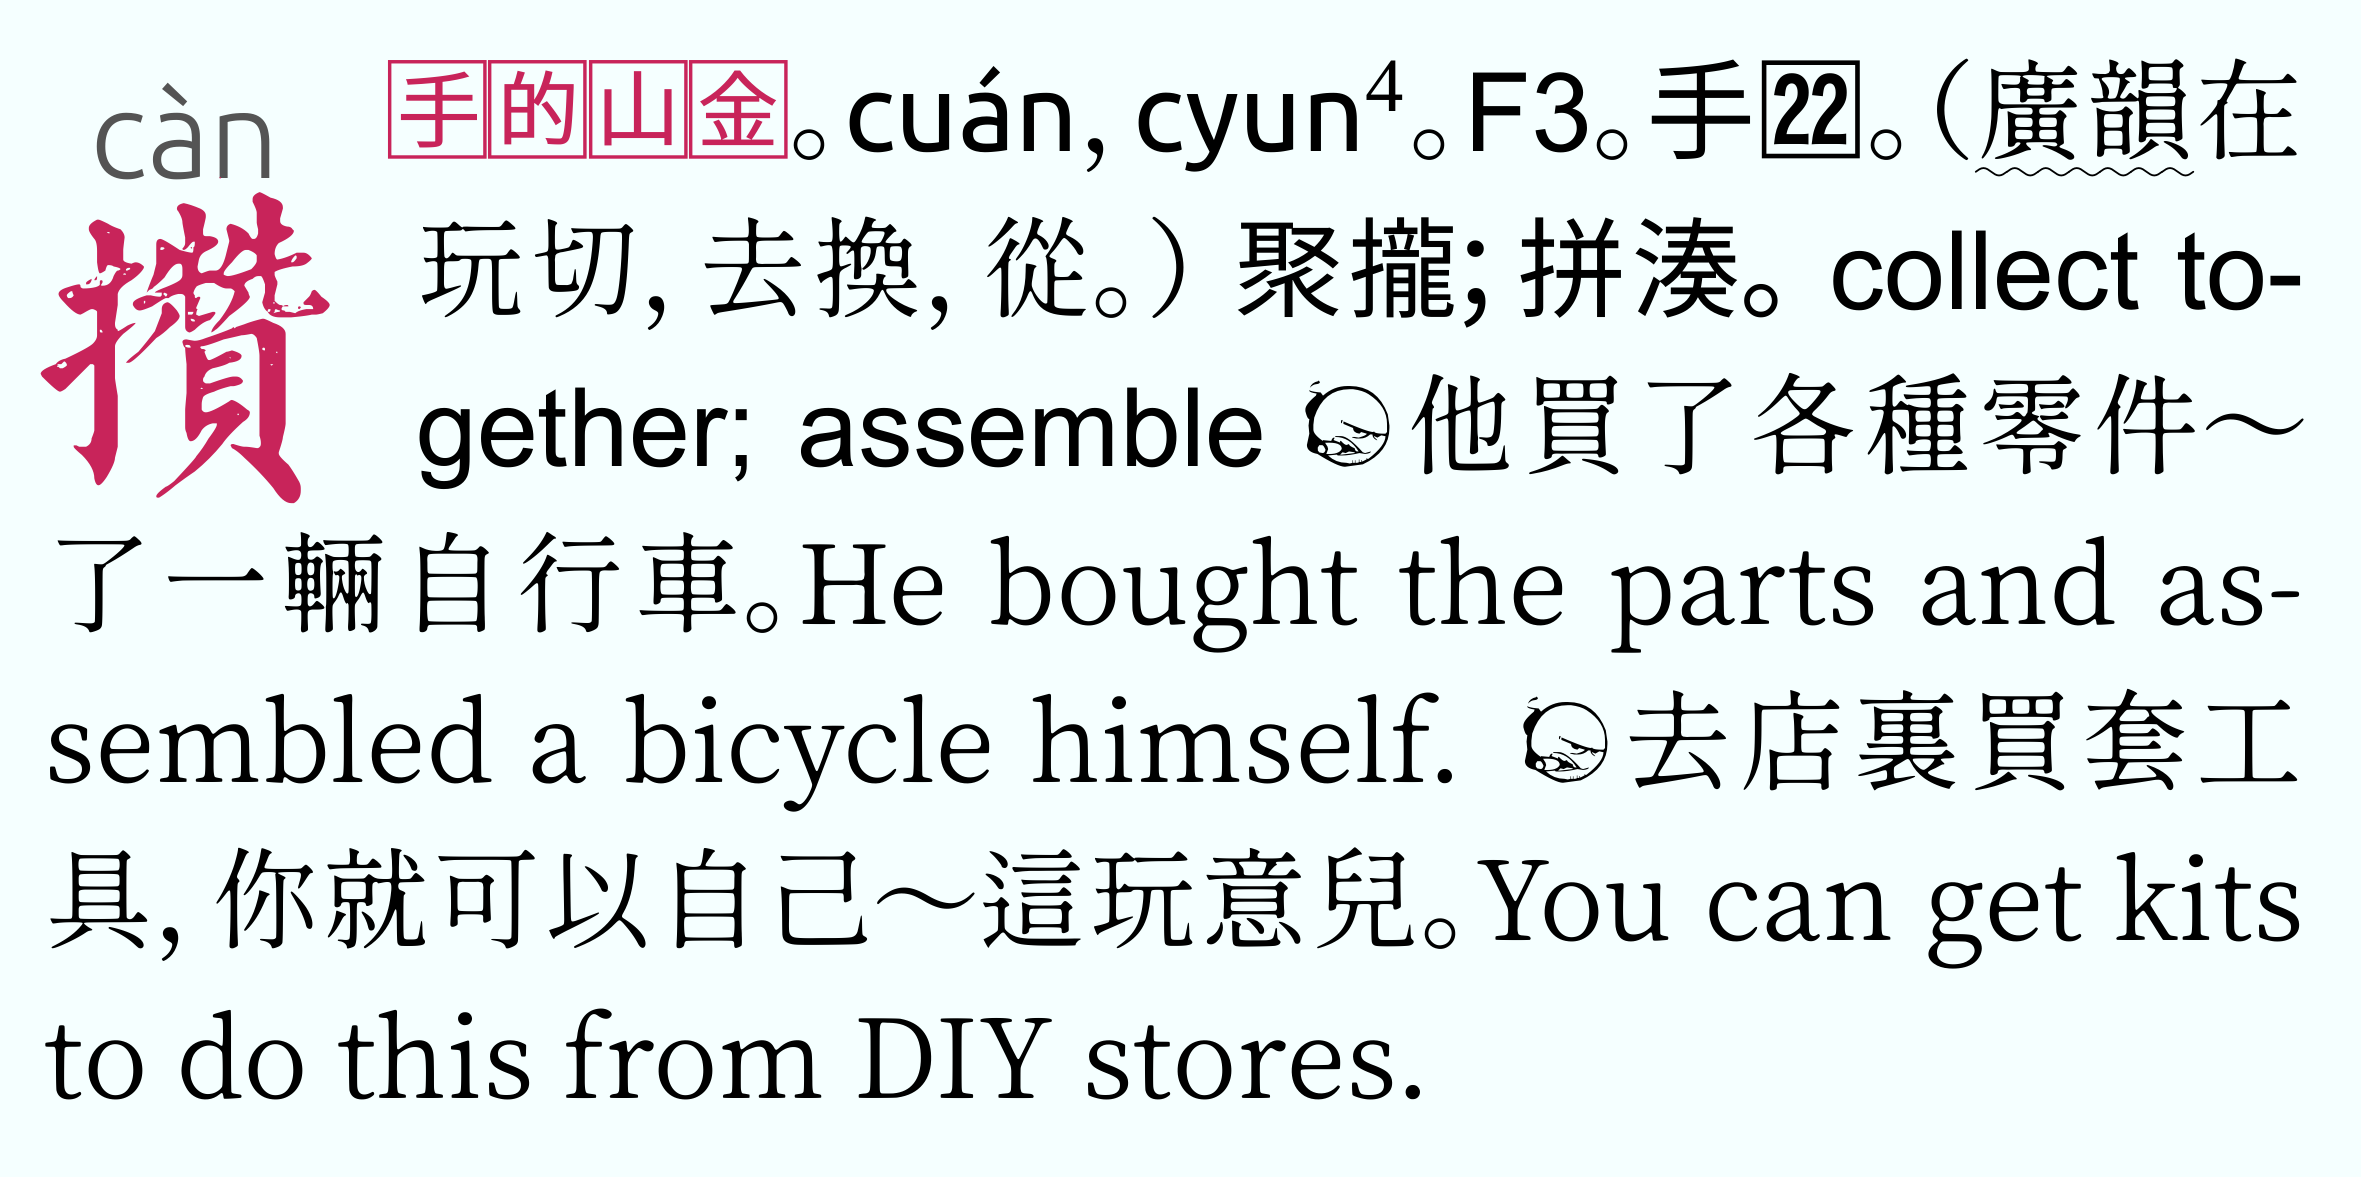 càn
攢
手的山金。cuán, cyun⁴。F3。手22。（廣韻在
玩切, 去換, 從。）聚攏; 拼湊。 collect to-
gether; assemble 他買了各種零件～
了一輛自行車。He bought the parts and as-
sembled a bicycle himself. 去店裏買套工
具, 你就可以自己～這玩意兒。You can get kits
to do this from DIY stores.